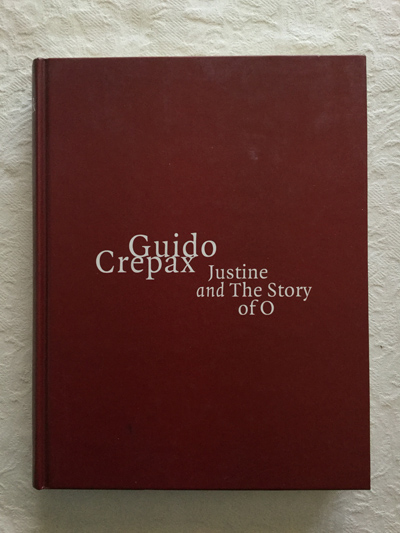 Guido
Crepax
Justine
and The Story
of O